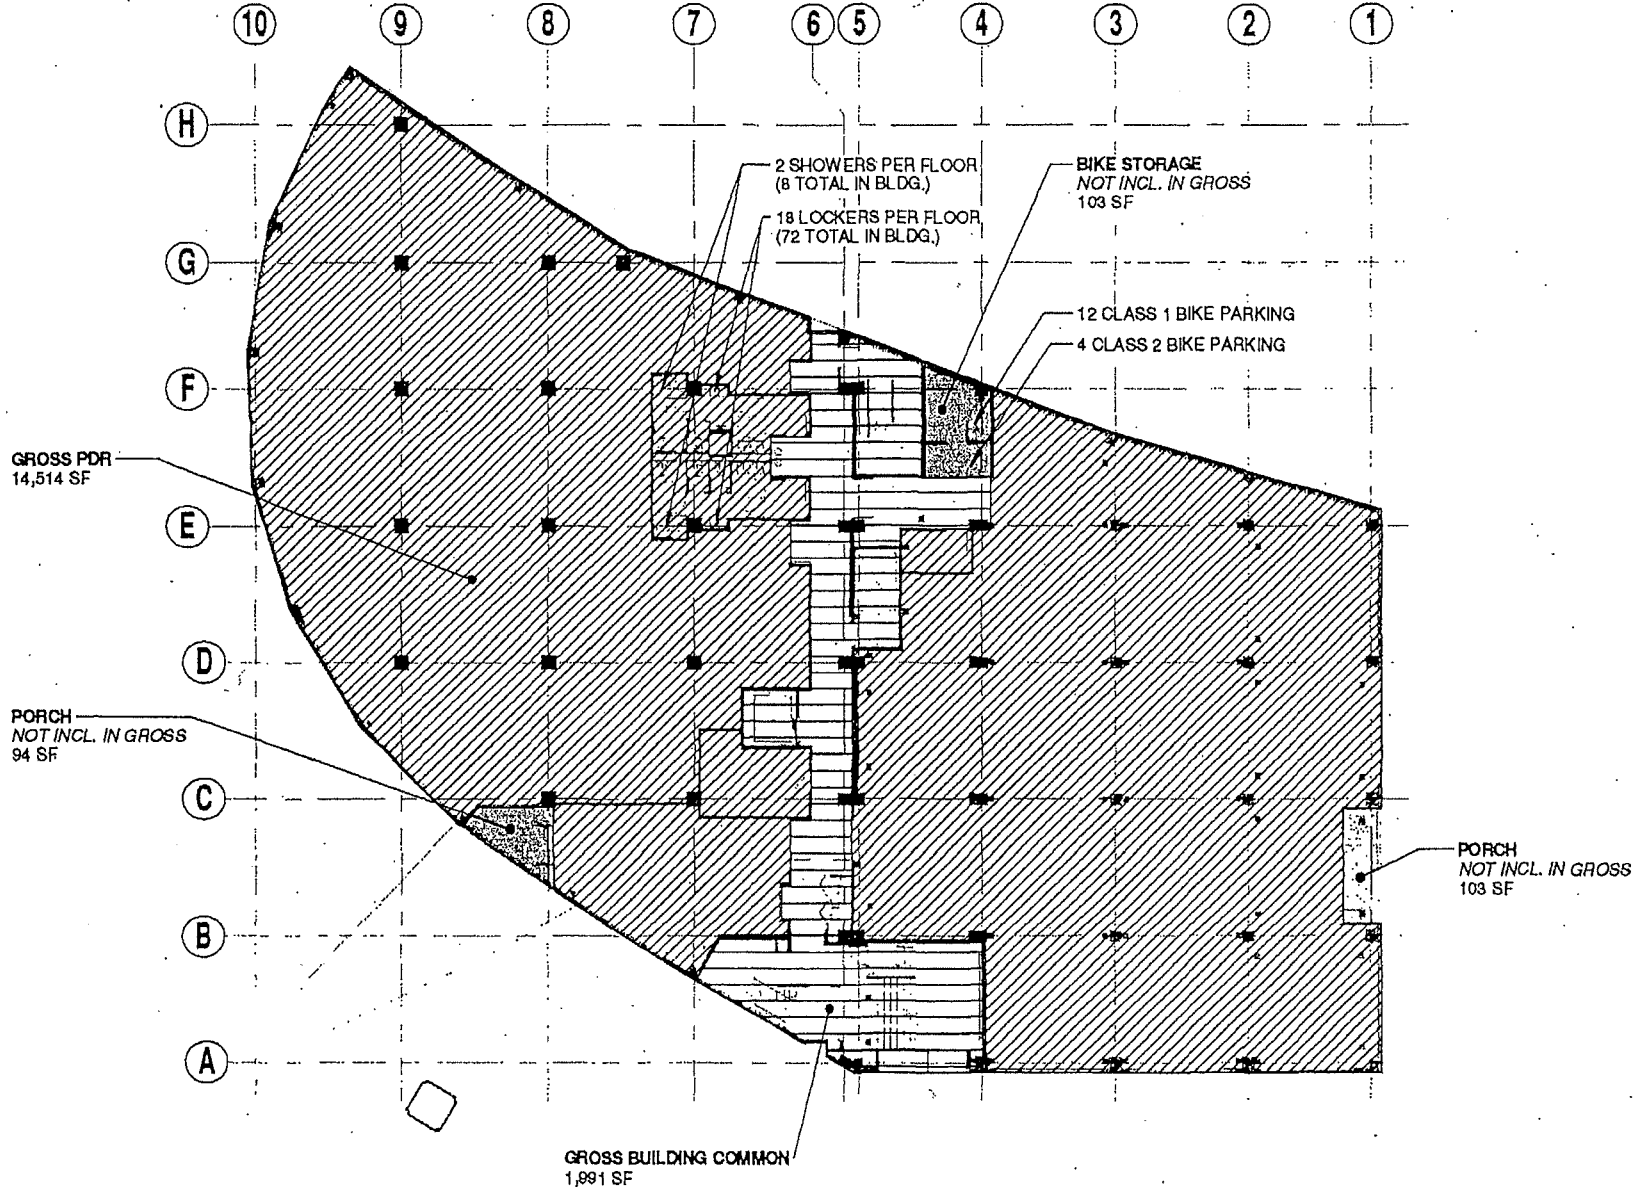 10 9 8 7 6 5 4 3 2 1
H
2 SHOWERS PER FLOOR
(8 TOTAL IN BLDG.)
BIKE STORAGE
NOT INCL. IN GROSS
103 SF
18 LOCKERS PER FLOOR
(72 TOTAL IN BLDG.)
G
12 CLASS 1 BIKE PARKING
4 CLASS 2 BIKE PARKING
F
GROSS PDR
14,514 SF
E
D
PORCH
NOT INCL. IN GROSS
94 SF
C
PORCH
NOT INCL. IN GROSS
103 SF
B
A
GROSS BUILDING COMMON
1,991 SF